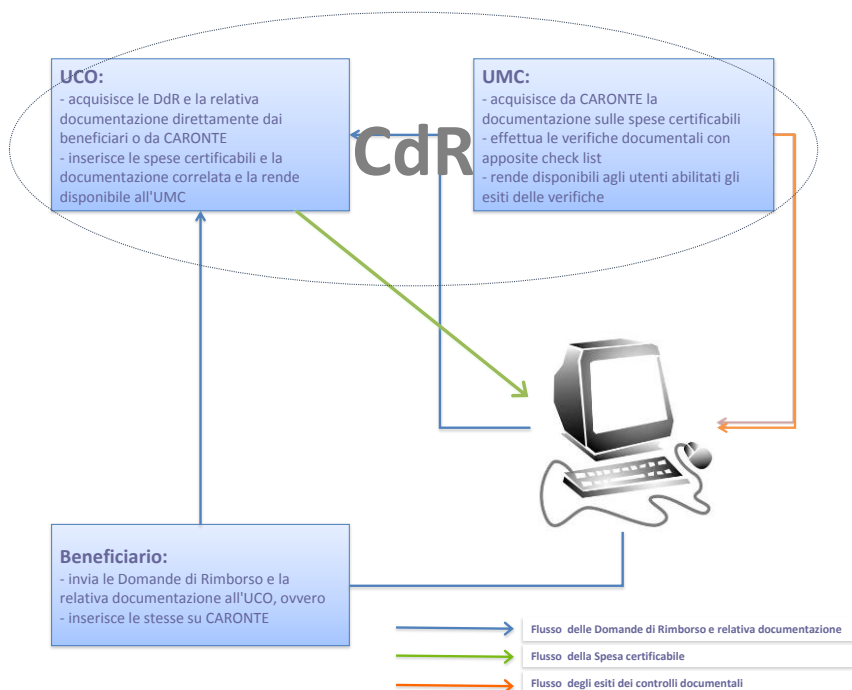 UCO:
- acquisisce le DdR e la relativa
documentazione direttamente dai
beneficiari o da CARONTE
- inserisce le spese certificabili e la
documentazione correlata e la rende
disponibile all'UMC
CdR
UMC:
- acquisisce da CARONTE la
documentazione sulle spese certificabili
- effettua le verifiche documentali con
apposite check list
- rende disponibili agli utenti abilitati gli
esiti delle verifiche
Beneficiario:
- invia le Domande di Rimborso e la
relativa documentazione all'UCO, ovvero
- inserisce le stesse su CARONTE
Flusso delle Domande di Rimborso e relativa documentazione
Flusso della Spesa certificabile
Flusso degli esiti dei controlli documentali